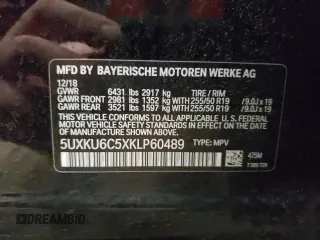 MFD BY BAYERISCHE MOTOREN WERKE AG
12/18
GVWR 6431 lbs 2917 kg TIRE / RIM
GAWR FRONT 2981 lbs 1352 kg WITH 255/50 R19 / 9.0J x 19
GAWR REAR 3521 lbs 1597 kg WITH 255/50 R19 / 9.0J x 19
THIS VEHICLE CONFORMS TO ALL APPLICABLE
FEDERAL MOTOR VEHICLE SAFETY
STANDARDS IN EFFECT ON THE DATE
OF MANUFACTURE SHOWN ABOVE.
5UXKU6C5XKLP60489 TYPE: MPV
475M
© DREAMBID